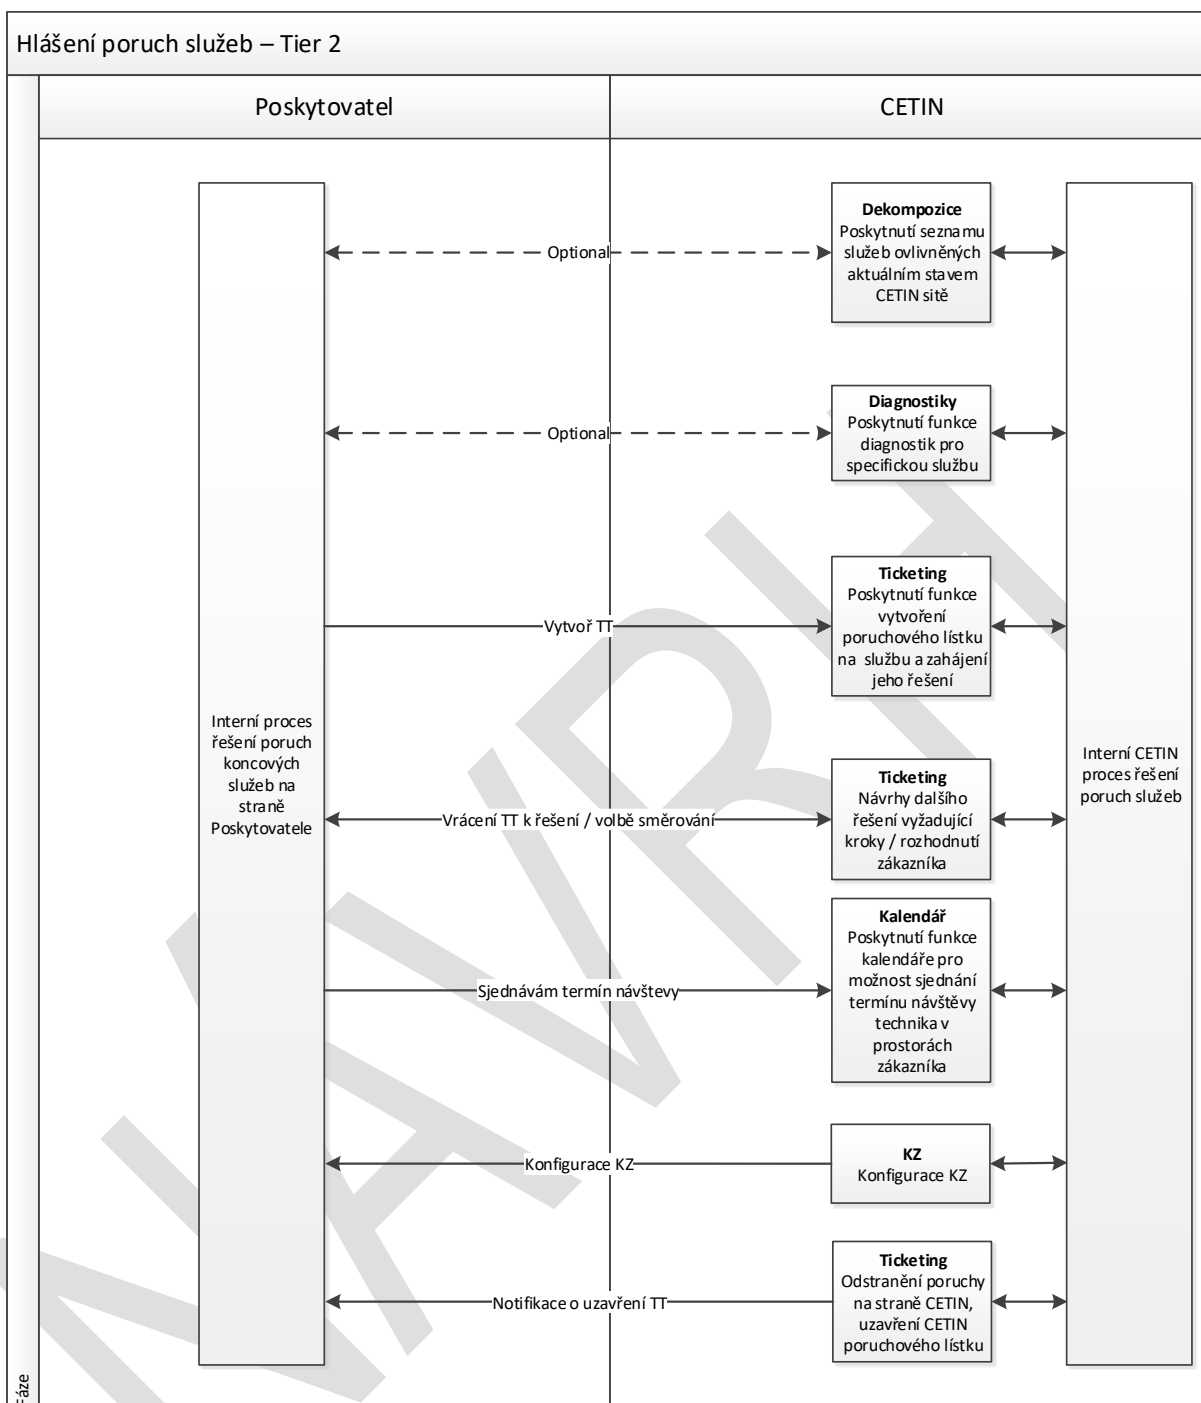 Hlášení poruch služeb – Tier 2
Poskytovatel
CETIN
Dekompozice
Poskytnutí seznamu
služeb ovlivněných
aktuálním stavem
CETIN sítě
Optional
Diagnostiky
Poskytnutí funkce
diagnostik pro
specifickou službu
Optional
Ticketing
Poskytnutí funkce
vytvoření
poruchového lístku
na službu a zahájení
jeho řešení
Vytvoř TT
Interní proces
řešení poruch
koncových
služeb na
straně
Poskytovatele
Interní CETIN
proces řešení
poruch služeb
Ticketing
Návrhy dalšího
řešení vyžadující
kroky / rozhodnutí
zákazníka
Vrácení TT k řešení / volbě směrování
Kalendář
Poskytnutí funkce
kalendáře pro
možnost sjednání
termínu návštěvy
technika v
prostorách
zákazníka
Sjednávám termín návštevy
KZ
Konfigurace KZ
Konfigurace KZ
Ticketing
Odstranění poruchy
na straně CETIN,
uzavření CETIN
poruchového lístku
Notifikace o uzavření TT
Fáze
NÁVRH